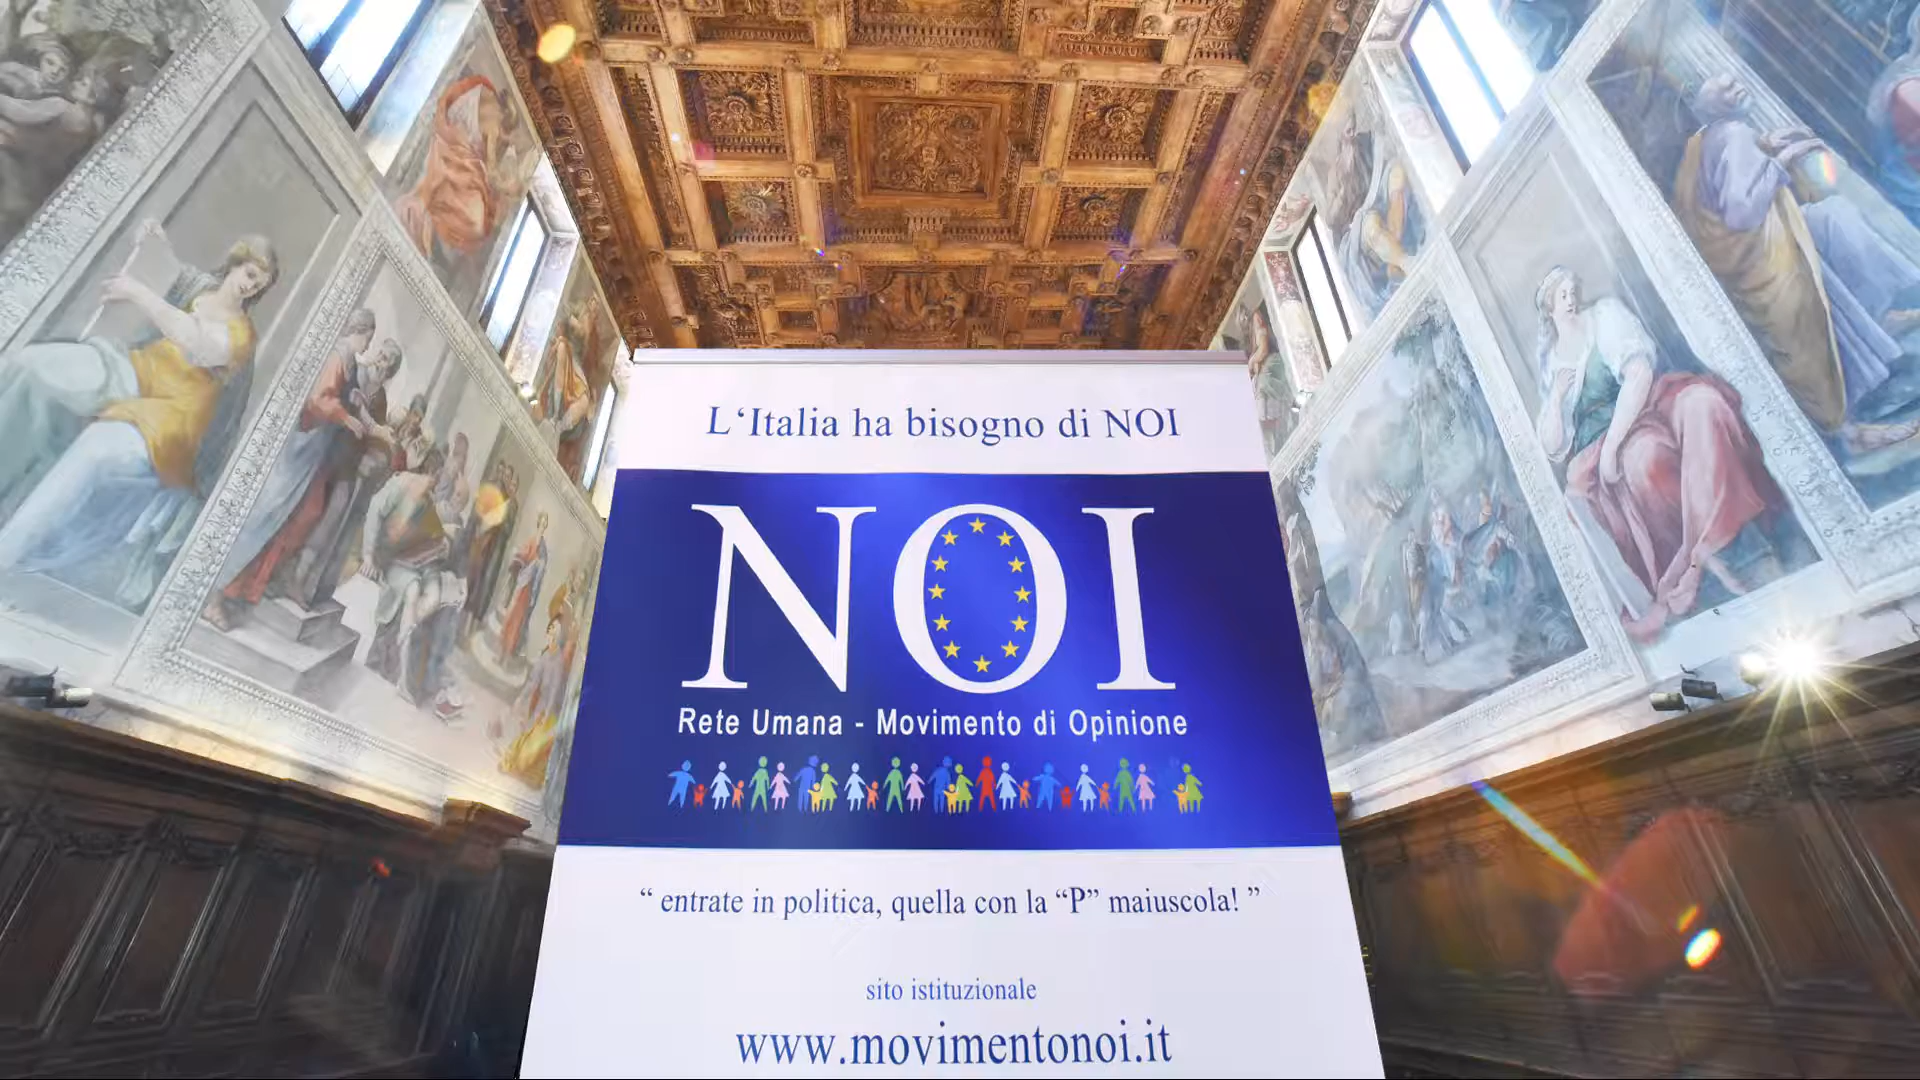 L‘Italia ha bisogno di NOI
NOI
Rete Umana - Movimento di Opinione
“ entrate in politica, quella con la “P” maiuscola! ”
sito istituzionale
www.movimentonoi.it